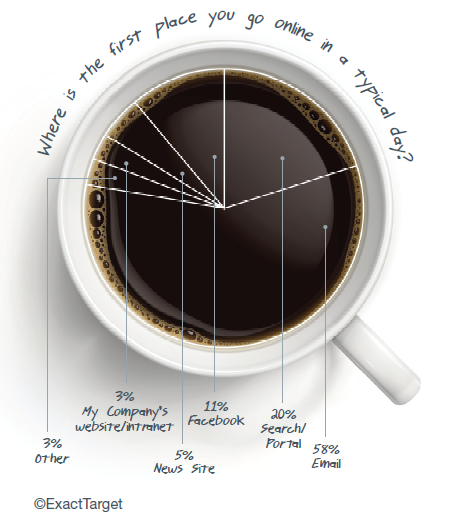 Where is the first place you go online in a typical day?
3%
Other
3%
My Company's
website/intranet
5%
News Site
11%
Facebook
20%
Search/
Portal
58%
Email
©ExactTarget